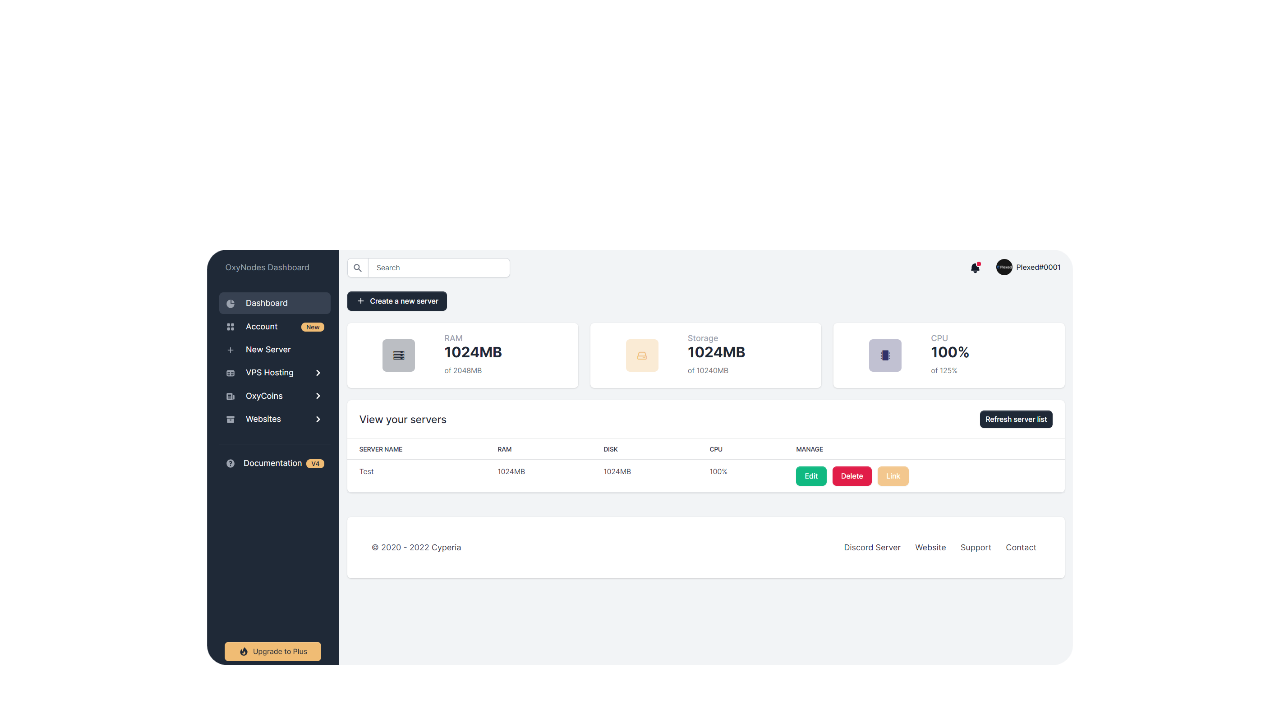 OxyNodes Dashboard
Dashboard
Account New
New Server
VPS Hosting
OxyCoins
Websites
Documentation V4
Upgrade to Plus
Search
Plexed#0001
Create a new server
RAM
1024MB
of 2048MB
Storage
1024MB
of 10240MB
CPU
100%
of 125%
View your servers
Refresh server list
SERVER NAME RAM DISK CPU MANAGE
Test 1024MB 1024MB 100% Edit Delete Link
© 2020 - 2022 Cyperia
Discord Server Website Support Contact